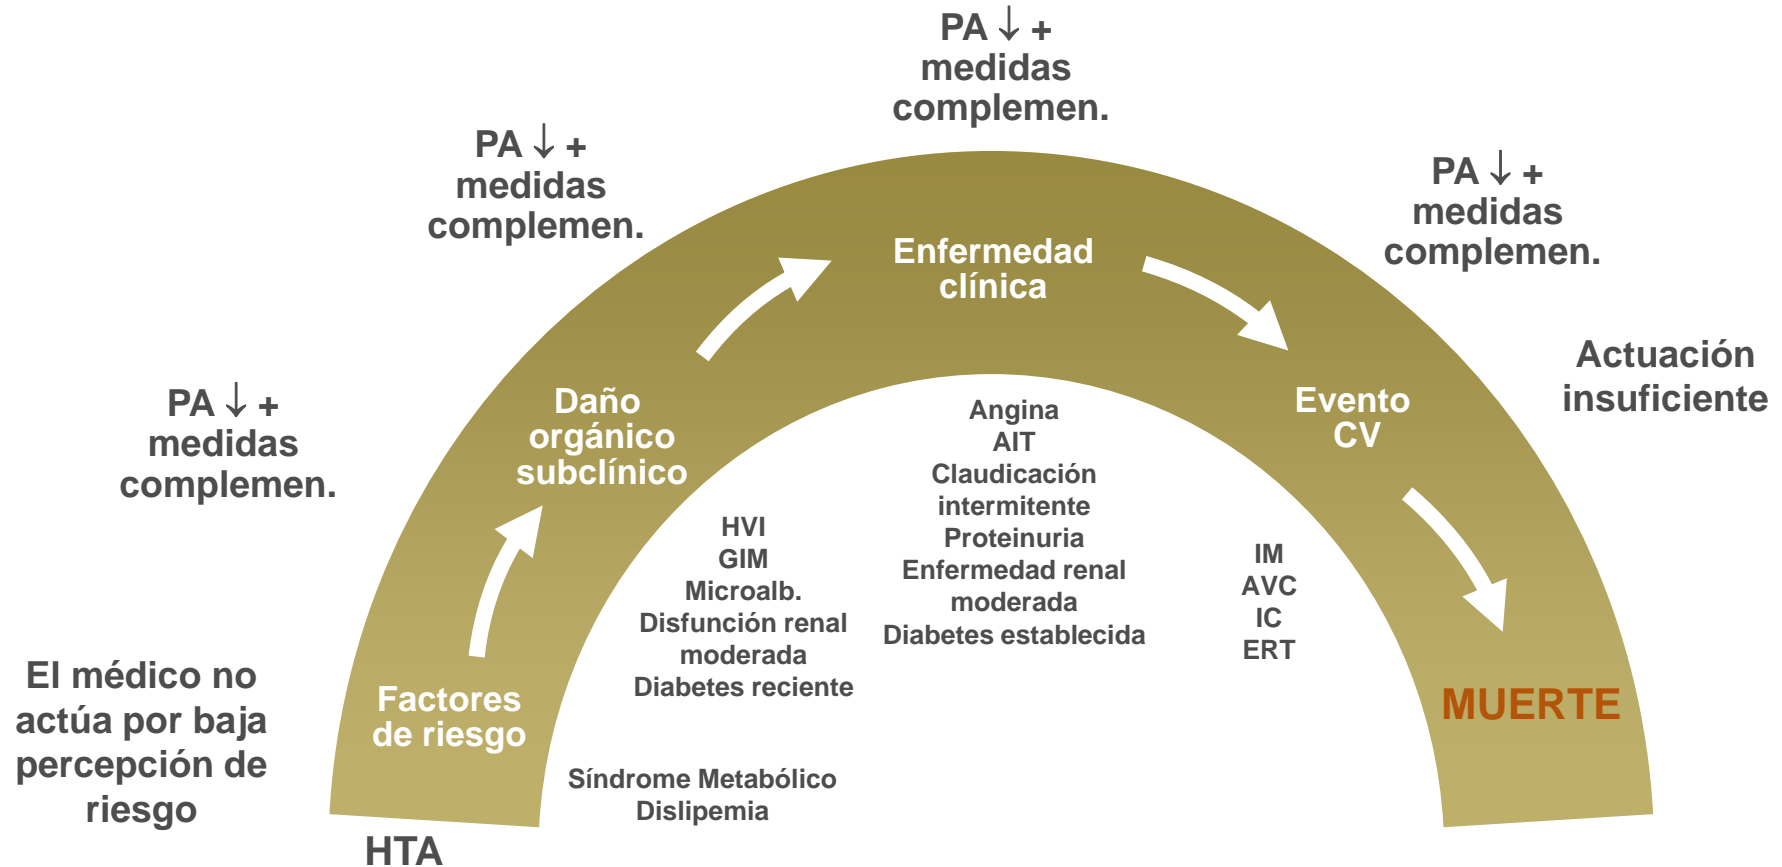 PA ↓ +
medidas
complemen.
PA ↓ +
medidas
complemen.
PA ↓ +
medidas
complemen.
PA ↓ +
medidas
complemen.
Enfermedad
clínica
Actuación
insuficiente
Daño
orgánico
subclínico
Evento
CV
Angina
AIT
Claudicación
intermitente
Proteinuria
Enfermedad renal
moderada
Diabetes establecida
HVI
GIM
Microalb.
Disfunción renal
moderada
Diabetes reciente
IM
AVC
IC
ERT
El médico no
actúa por baja
percepción de
riesgo
Factores
de riesgo
MUERTE
Síndrome Metabólico
Dislipemia
HTA